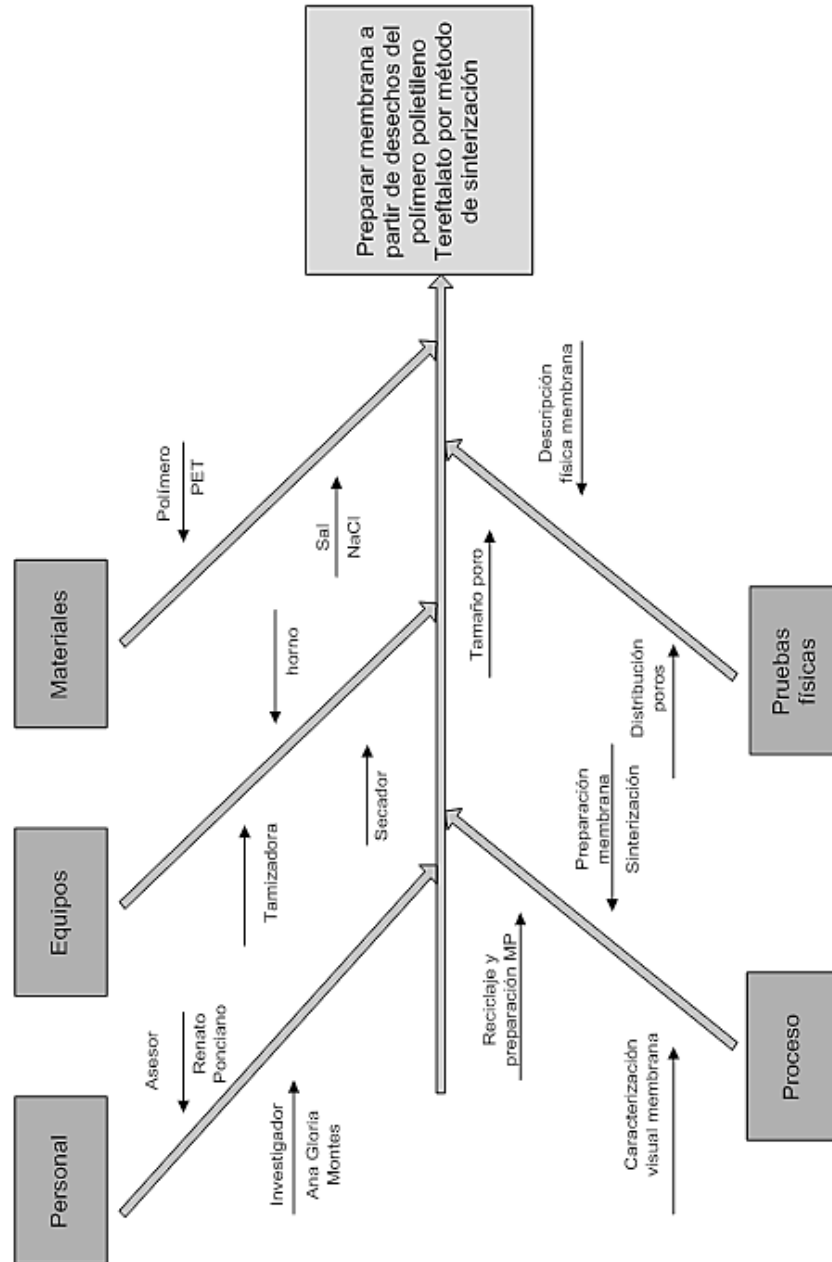 Personal
Equipos
Materiales
Asesor
Renato
Ponciano
Investigador
Ana Gloria
Montes
Tamizadora
horno
Secador
Polímero
PET
Sal
NaCl
Preparar membrana a
partir de desechos del
polímero polietileno
Tereftalato por método
de sinterización
Reciclaje y
preparación MP
Preparación
membrana
Sinterización
Caracterización
visual membrana
Tamaño poro
Distribución
poros
Descripción
física membrana
Proceso
Pruebas
físicas